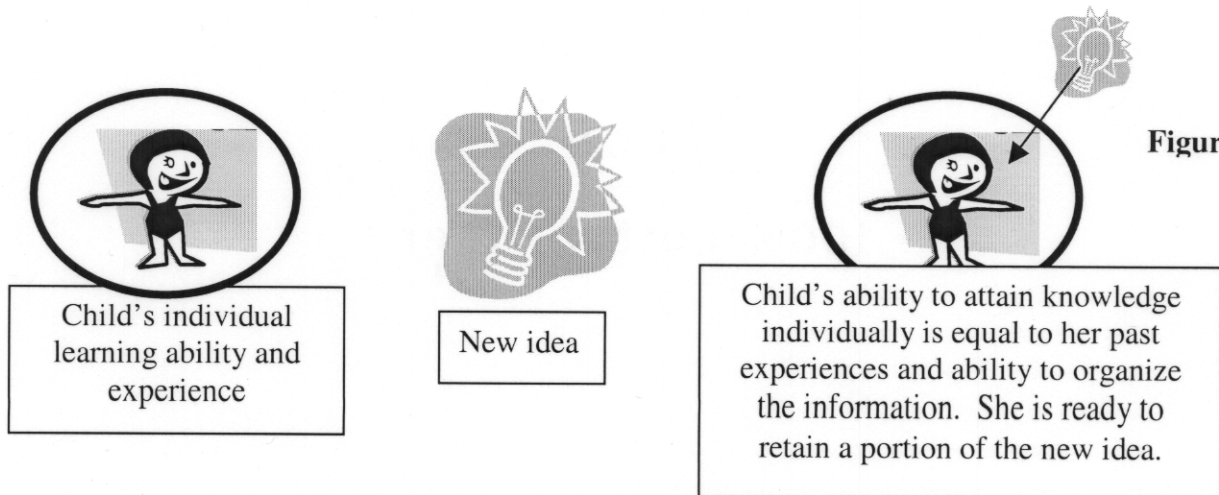 Figur
Child's individual
learning ability and
experience
New idea
Child's ability to attain knowledge
individually is equal to her past
experiences and ability to organize
the information.  She is ready to
retain a portion of the new idea.